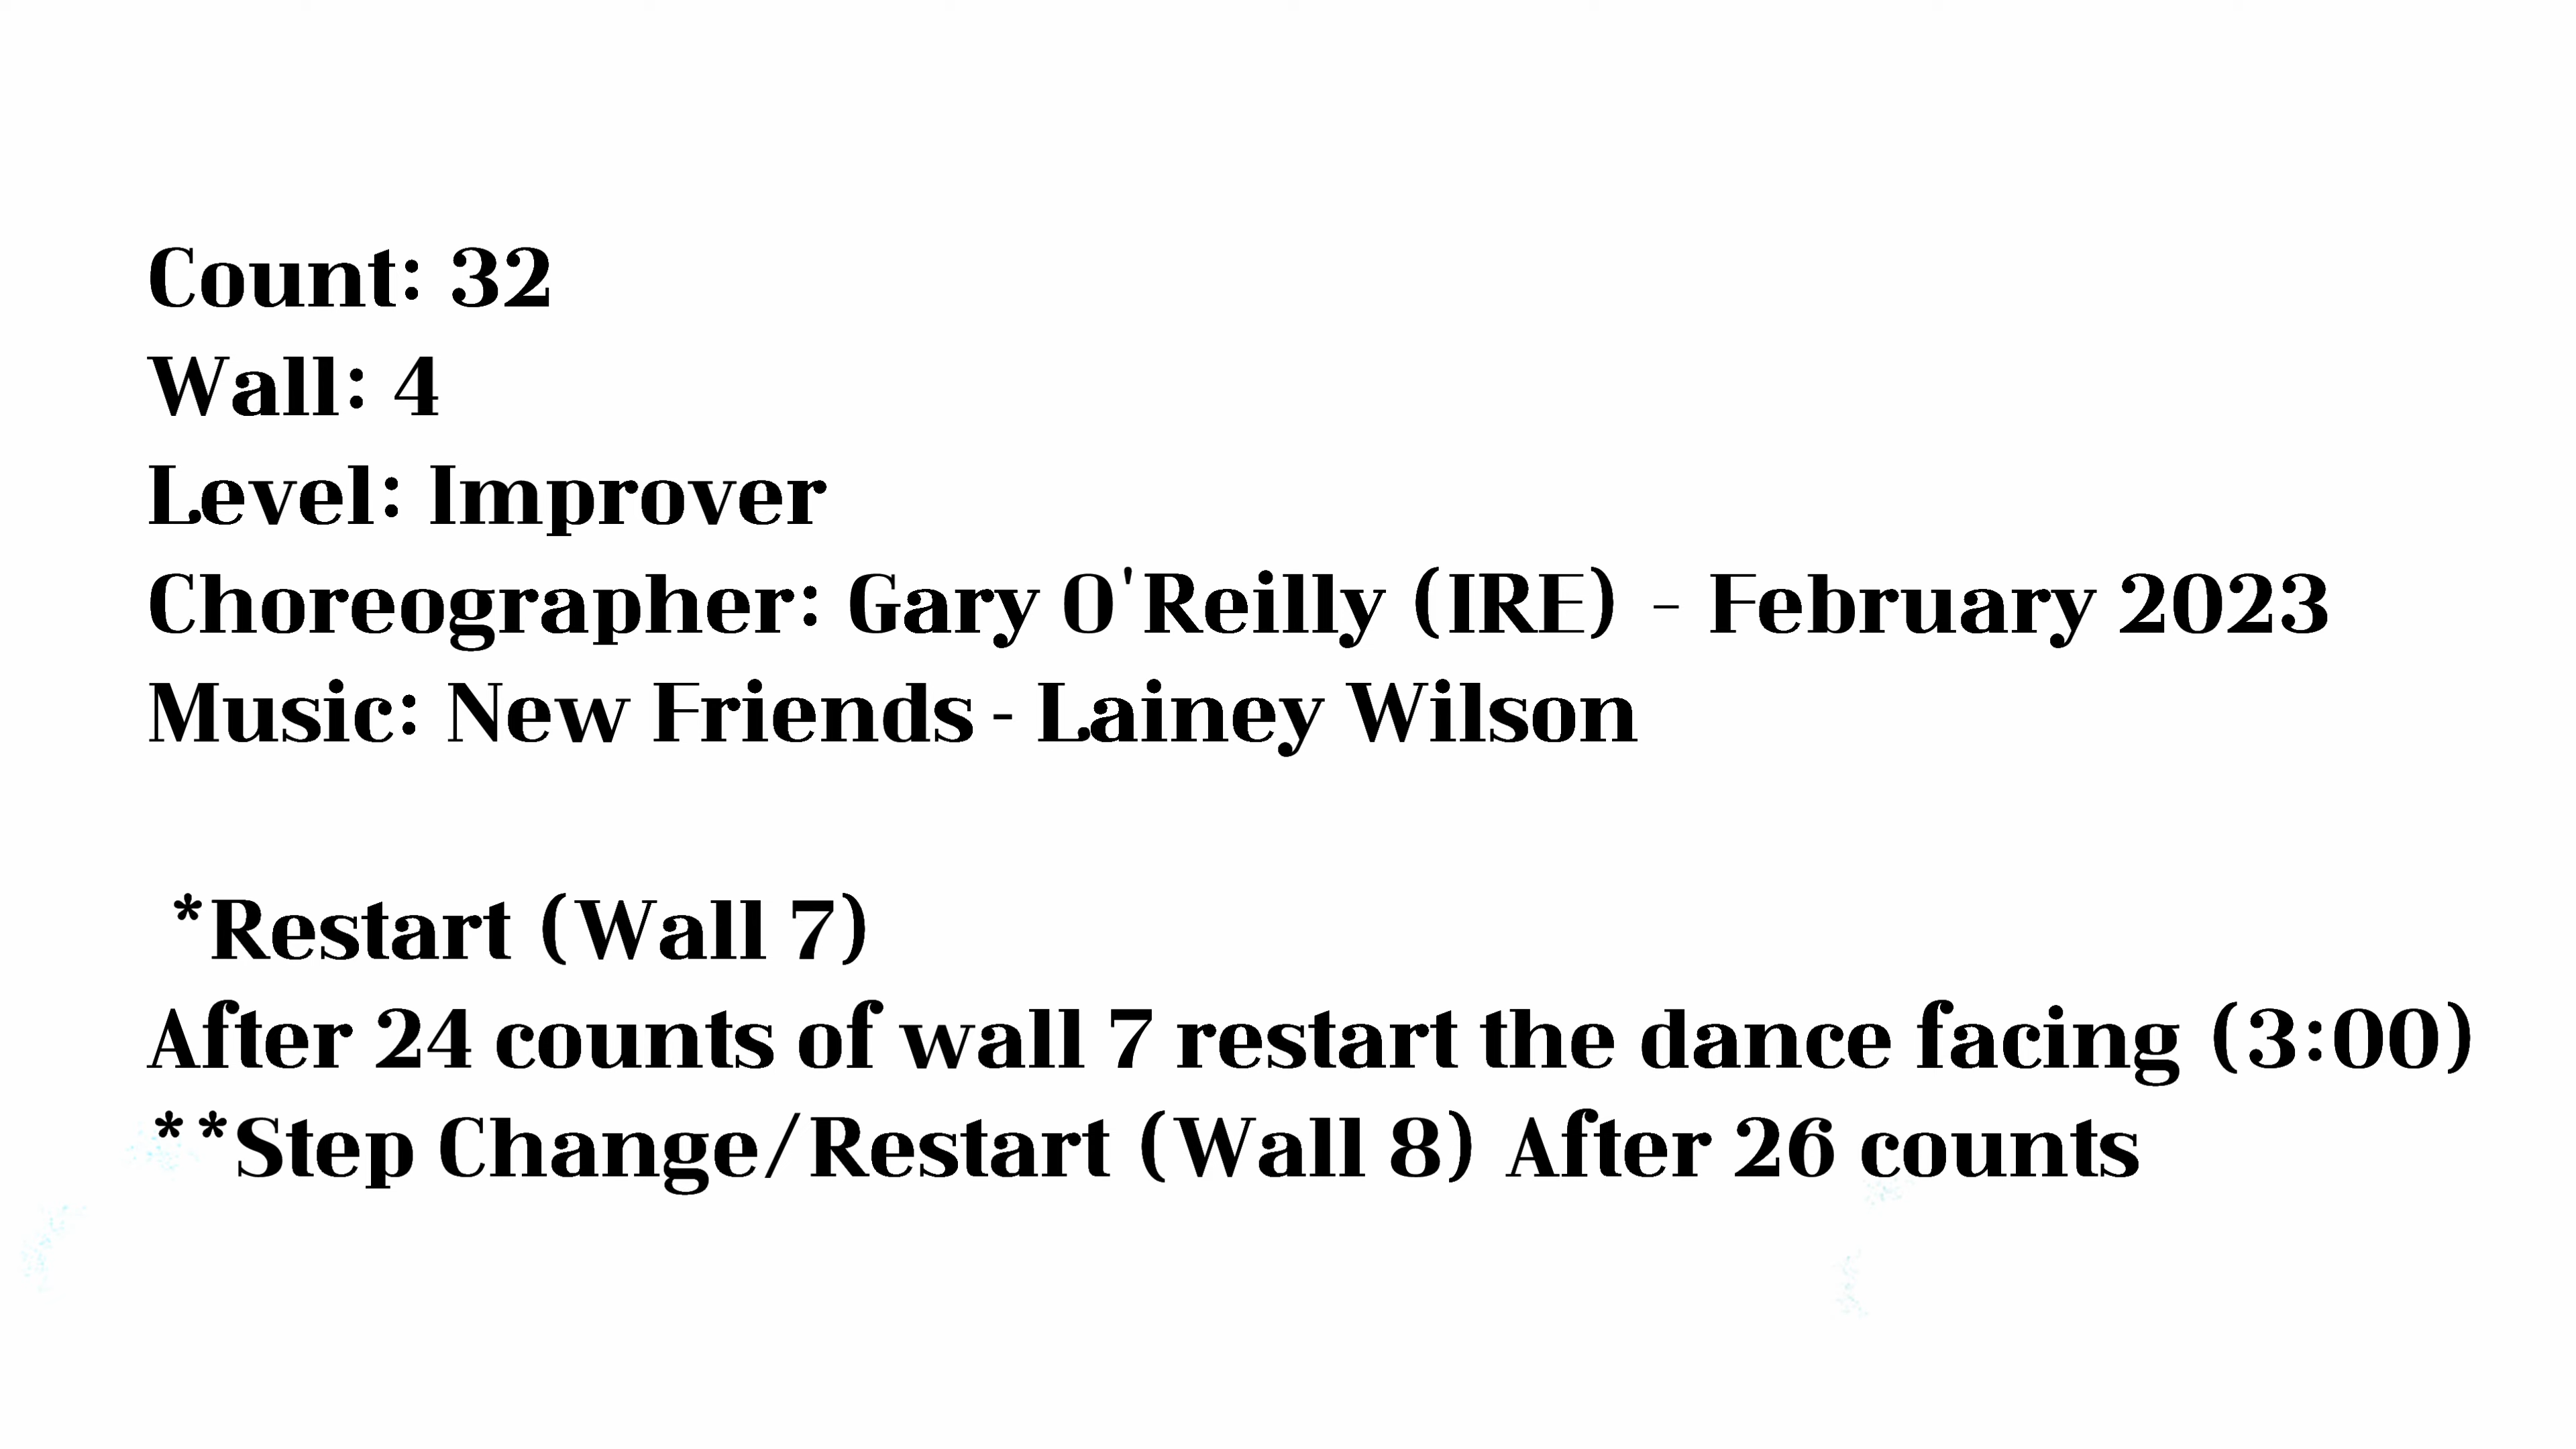 Count: 32
Wall: 4
Level: Improver
Choreographer: Gary O'Reilly (IRE) - February 2023
Music: New Friends - Lainey Wilson
*Restart (Wall 7)
After 24 counts of wall 7 restart the dance facing (3:00)
**Step Change/Restart (Wall 8) After 26 counts